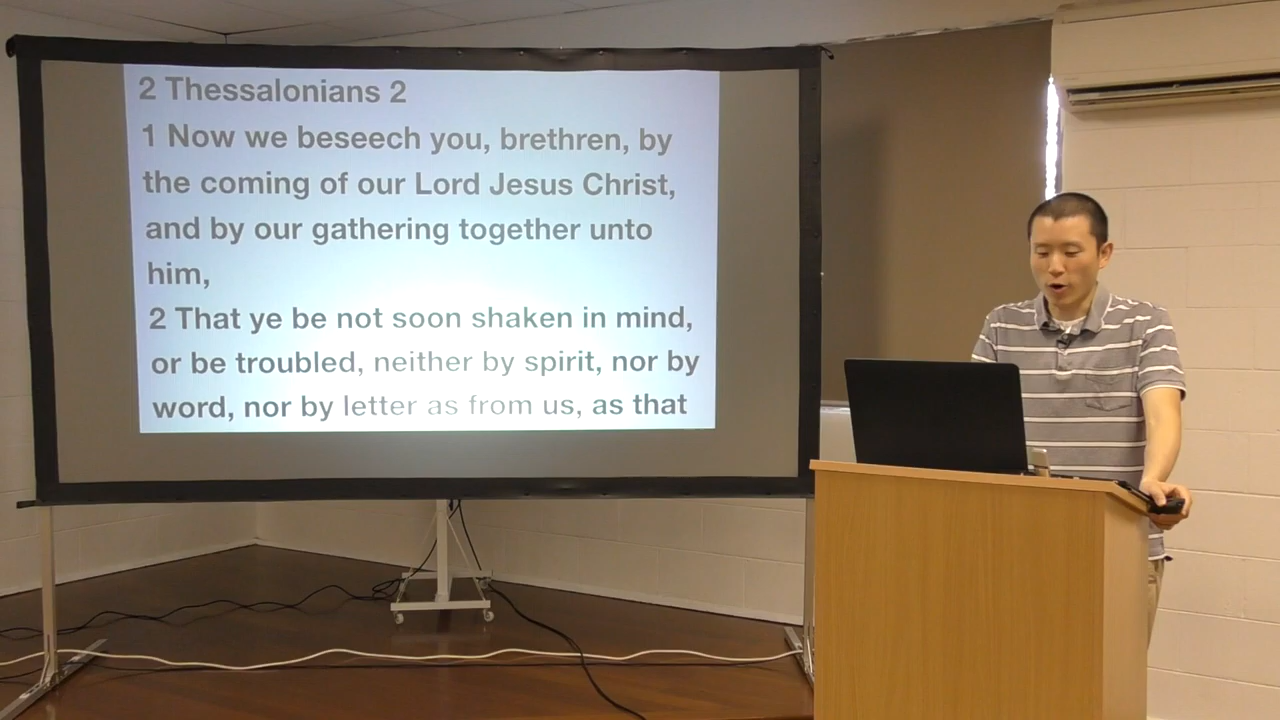 2 Thessalonians 2
1 Now we beseech you, brethren, by
the coming of our Lord Jesus Christ,
and by our gathering together unto
him,
2 That ye be not soon shaken in mind,
or be troubled, neither by spirit, nor by
word, nor by letter as from us, as that